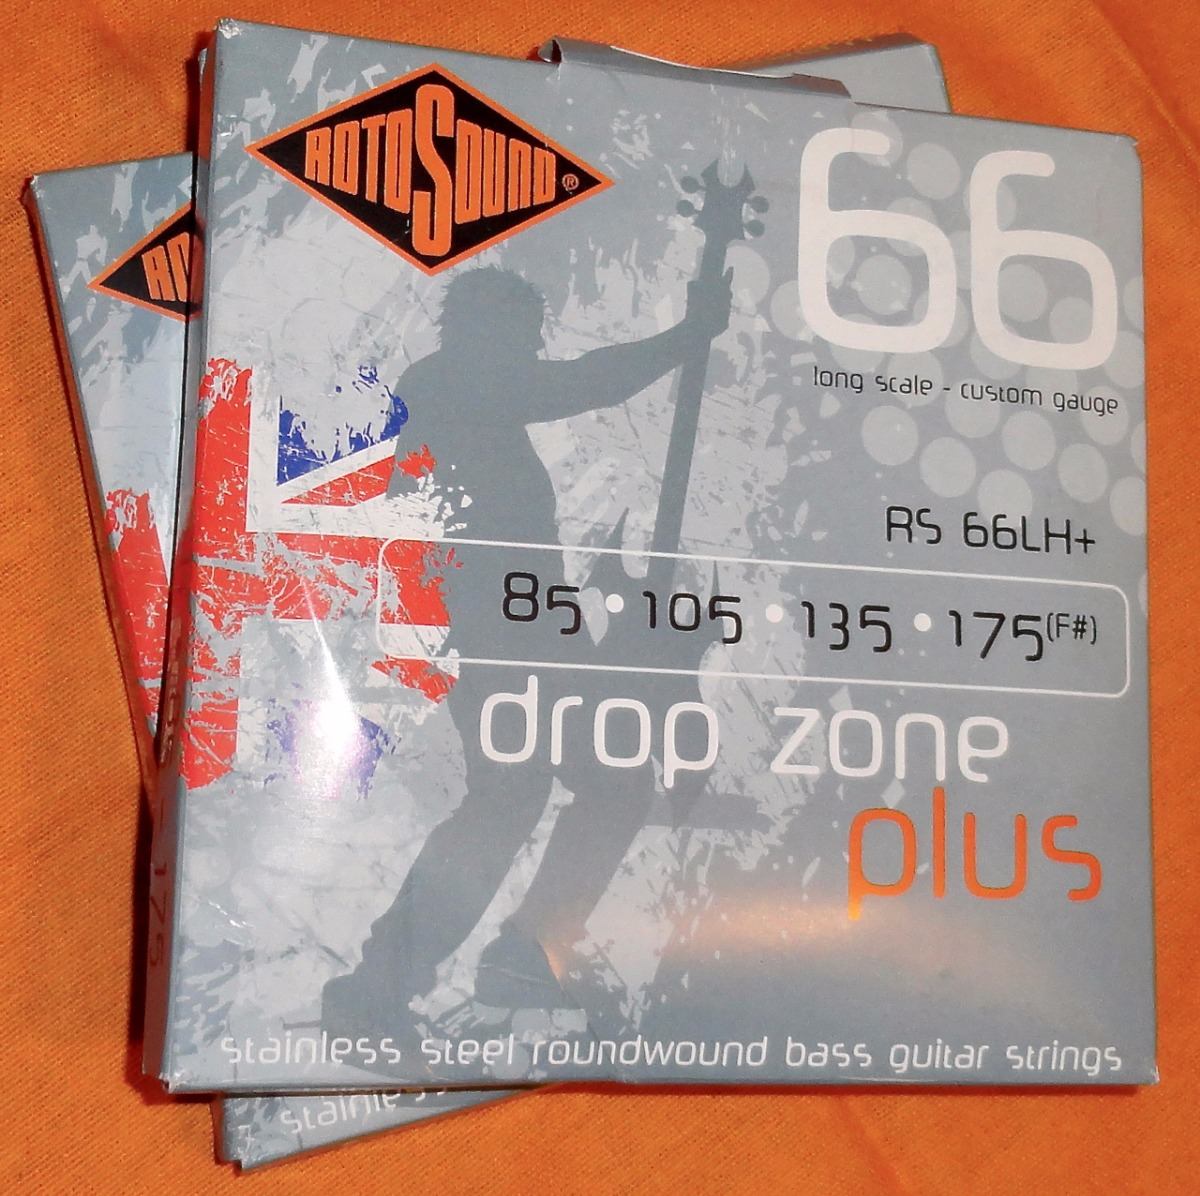 ROTOSOUND®
66
long scale - custom gauge
RS 66LH+
85 • 105 • 135 • 175(F#)
drop zone
plus
stainless steel roundwound bass guitar strings
175